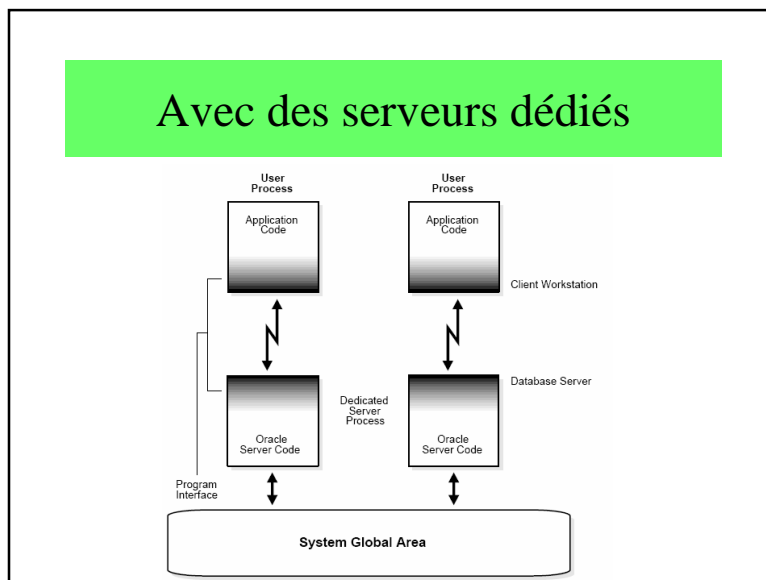 Avec des serveurs dédiés
User
Process
User
Process
Application
Code
Application
Code
Client Workstation
Database Server
Dedicated
Server
Process
Oracle
Server Code
Oracle
Server Code
Program
Interface
System Global Area